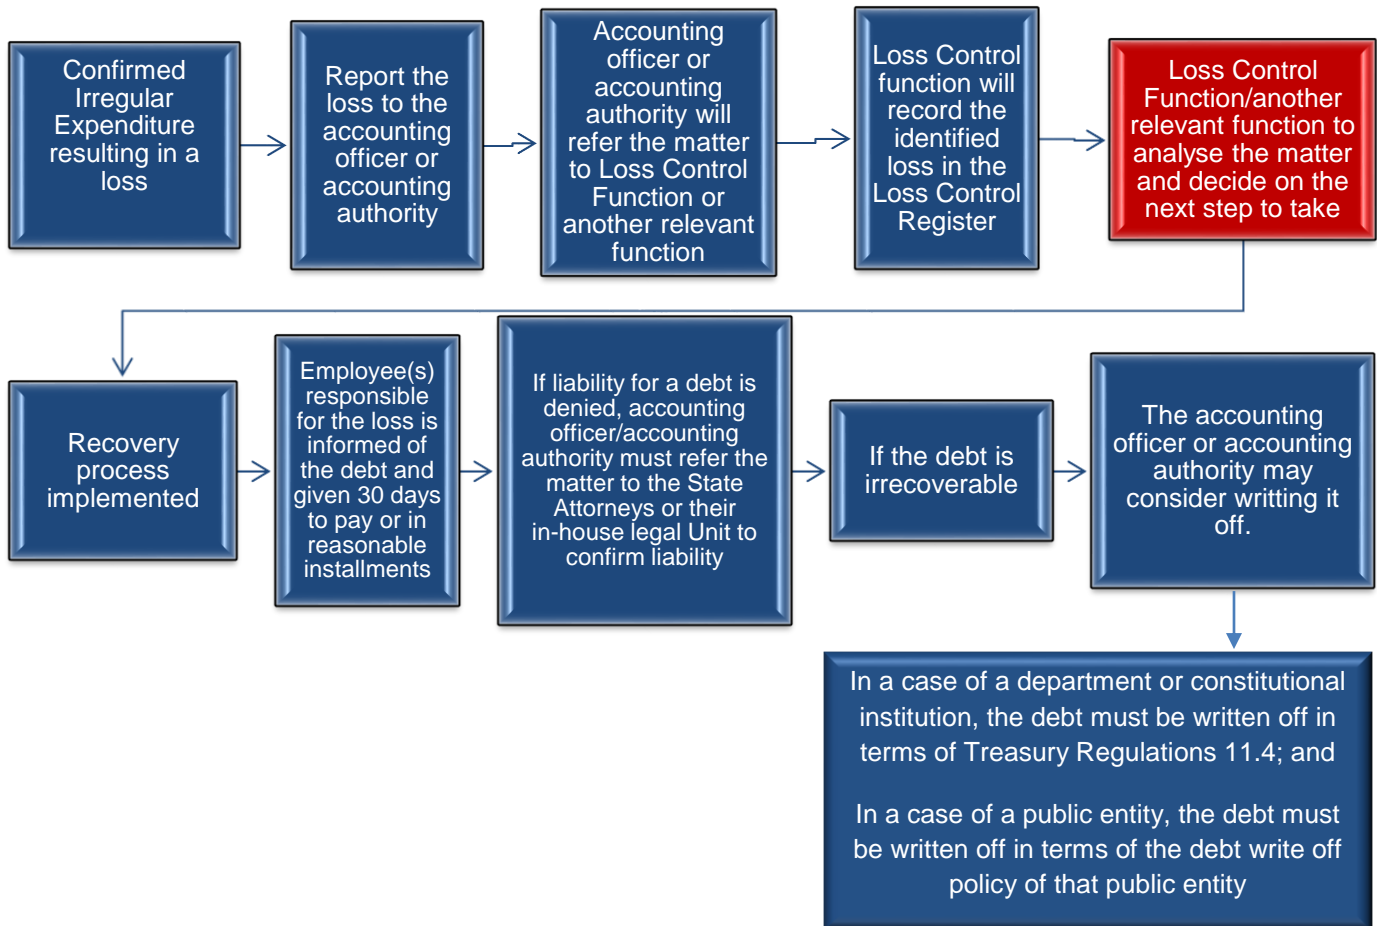 Confirmed
Irregular
Expenditure
resulting in a
loss
Report the
loss to the
accounting
officer or
accounting
authority
Accounting
officer or
accounting
authority will
refer the matter
to Loss Control
Function or
another relevant
function
Loss Control
function will
record the
identified
loss in the
Loss Control
Register
Loss Control
Function/another
relevant function to
analyse the matter
and decide on the
next step to take
Recovery
process
implemented
Employee(s)
responsible
for the loss is
informed of
the debt and
given 30 days
to pay or in
reasonable
installments
If liability for a debt is
denied, accounting
officer/accounting
authority must refer the
matter to the State
Attorneys or their
in-house legal Unit to
confirm liability
If the debt is
irrecoverable
The accounting
officer or accounting
authority may
consider writting it
off.
In a case of a department or constitutional
institution, the debt must be written off in
terms of Treasury Regulations 11.4; and
In a case of a public entity, the debt must
be written off in terms of the debt write off
policy of that public entity